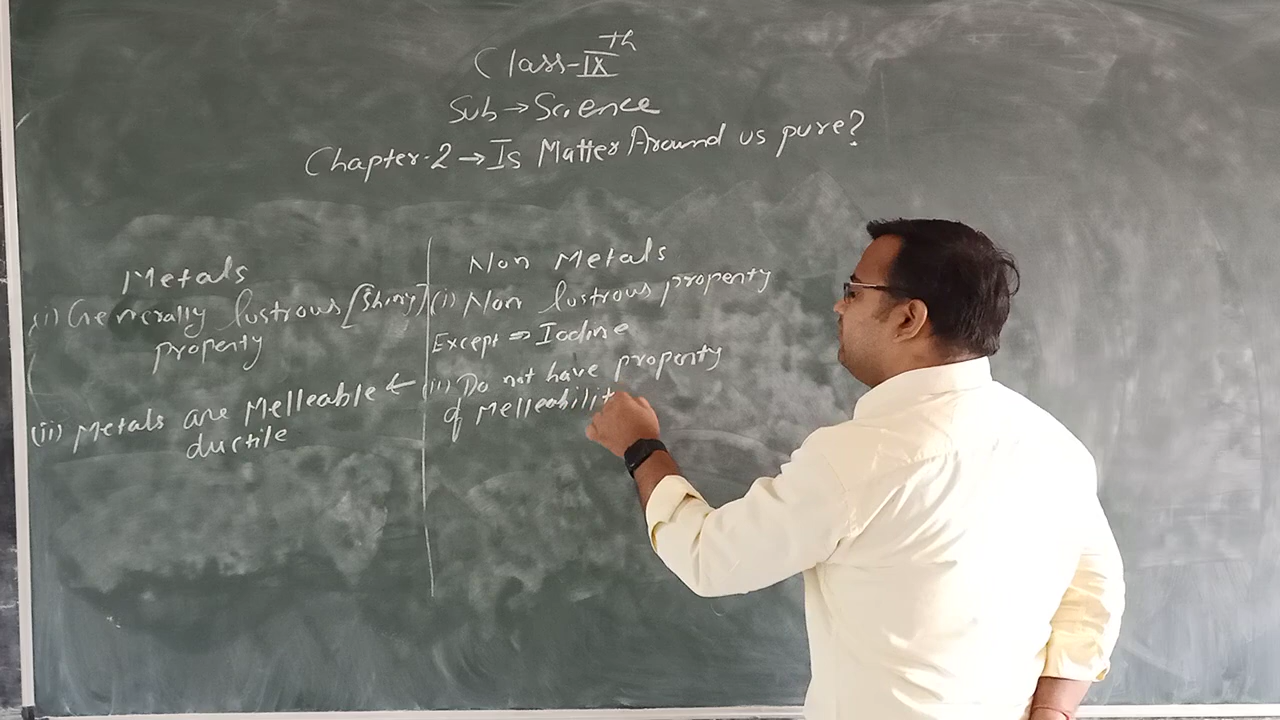 Class-IXth
Sub → Science
Chapter-2 → Is Matter Around us pure?
Metals
(i) Generally lustrous [shiny]
property
(ii) Metals are Melleable ←
ductile
Non Metals
(i) Non lustrous property
Except ⇒ Iodine
(ii) Do not have property
of Melleabilit